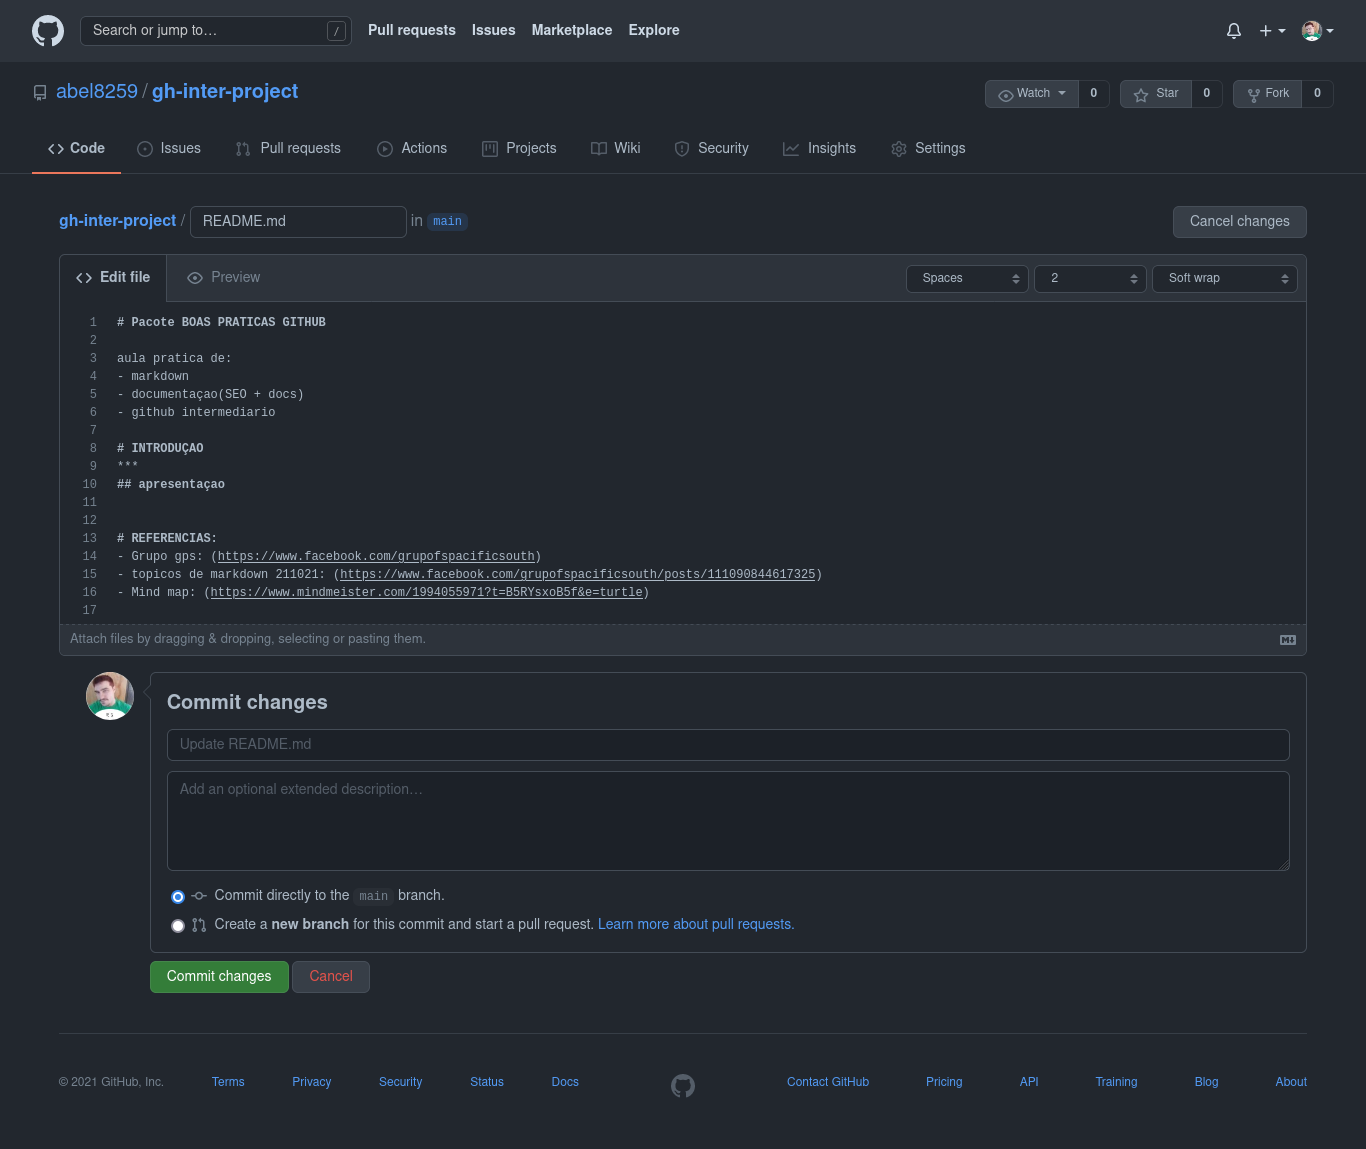 Search or jump to…
/
Pull requests
Issues
Marketplace
Explore
abel8259 / gh-inter-project
Watch
0
Star
0
Fork
0
Code
Issues
Pull requests
Actions
Projects
Wiki
Security
Insights
Settings
gh-inter-project / README.md in main
Cancel changes
Edit file
Preview
Spaces
2
Soft wrap
1 # Pacote BOAS PRATICAS GITHUB
2
3 aula pratica de:
4 - markdown
5 - documentaçao(SEO + docs)
6 - github intermediario
7
8 # INTRODUÇAO
9 ***
10 ## apresentaçao
11
12
13 # REFERENCIAS:
14 - Grupo gps: (https://www.facebook.com/grupofspacificsouth)
15 - topicos de markdown 211021: (https://www.facebook.com/grupofspacificsouth/posts/111090844617325)
16 - Mind map: (https://www.mindmeister.com/1994055971?t=B5RYsxoB5f&e=turtle)
17
Attach files by dragging & dropping, selecting or pasting them.
Commit changes
Update README.md
Add an optional extended description…
Commit directly to the main branch.
Create a new branch for this commit and start a pull request. Learn more about pull requests.
Commit changes
Cancel
© 2021 GitHub, Inc.
Terms
Privacy
Security
Status
Docs
Contact GitHub
Pricing
API
Training
Blog
About